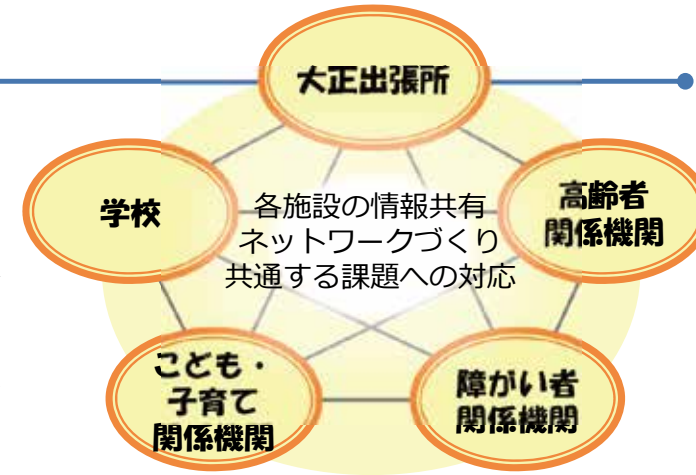 大正出張所
学校
各施設の情報共有
ネットワークづくり
共通する課題への対応
高齢者
関係機関
こども・
子育て
関係機関
障がい者
関係機関